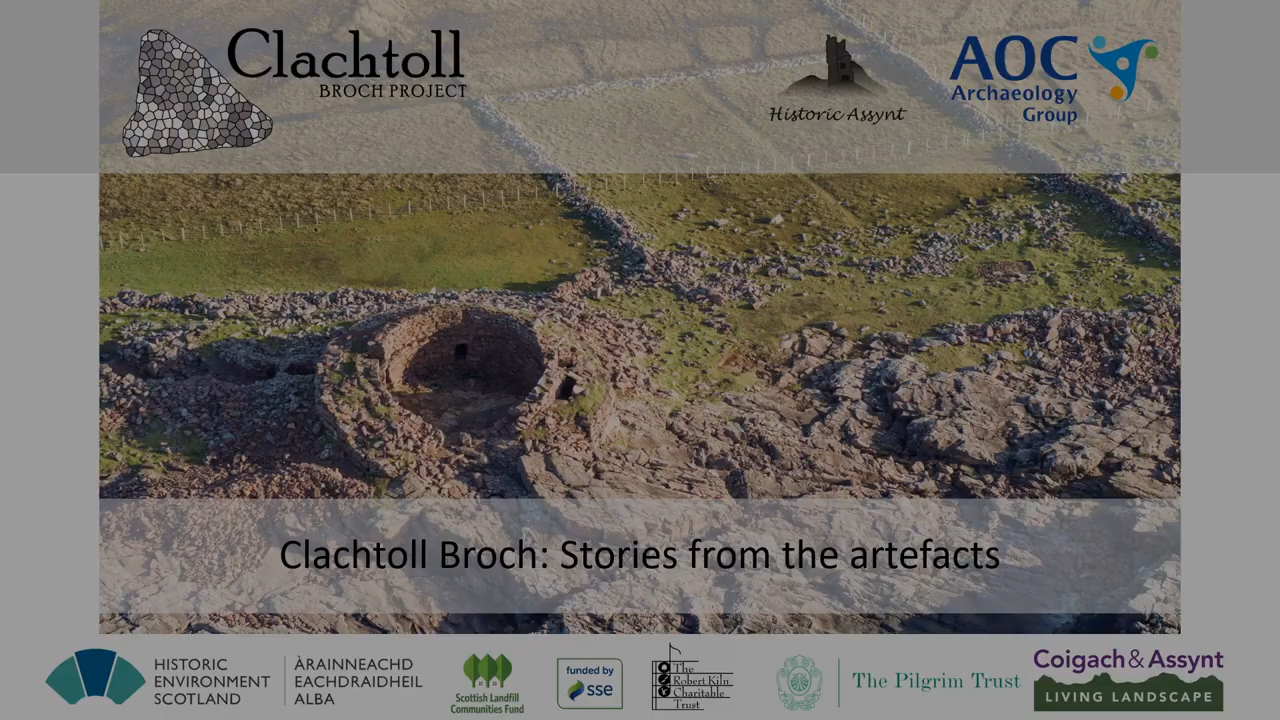 Clachtoll
BROCH PROJECT
Historic Assynt
AOC
Archaeology
Group
Clachtoll Broch: Stories from the artefacts
HISTORIC
ENVIRONMENT
SCOTLAND
ÀRAINNEACHD
EACHDRAIDHEIL
ALBA
Scottish Landfill
Communities Fund
funded by
sse
The
Robert Kiln
Charitable
Trust
The Pilgrim Trust
Coigach & Assynt
LIVING LANDSCAPE